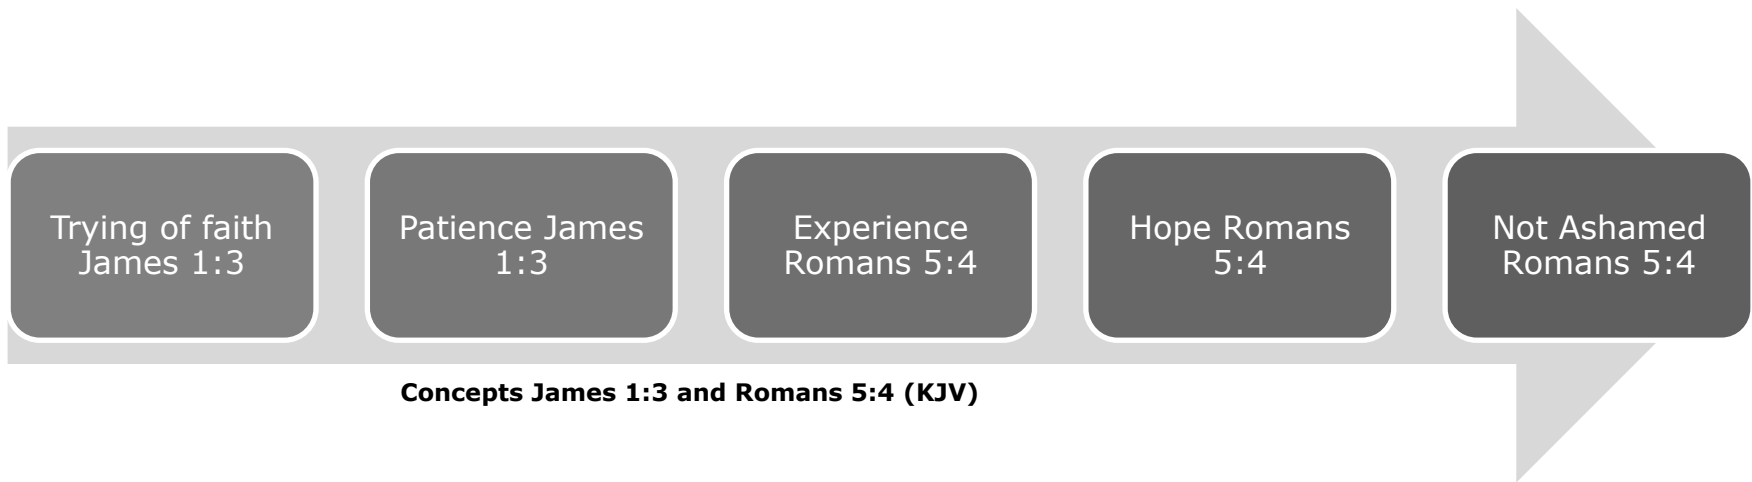 Trying of faith
James 1:3
Patience James
1:3
Experience
Romans 5:4
Hope Romans
5:4
Not Ashamed
Romans 5:4
Concepts James 1:3 and Romans 5:4 (KJV)